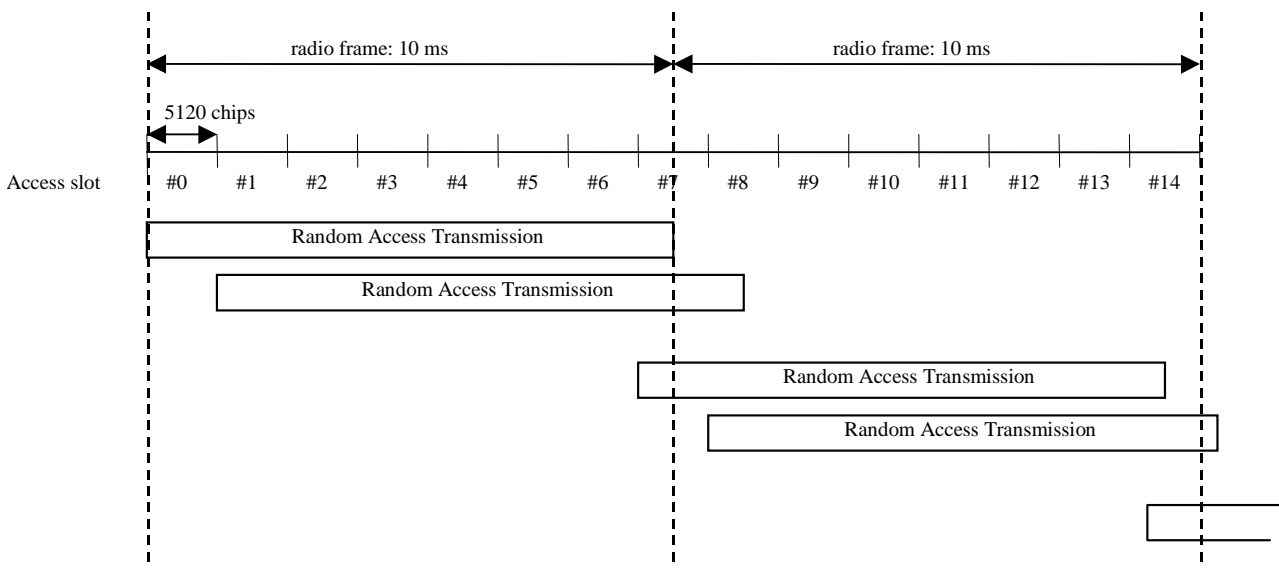 radio frame: 10 ms radio frame: 10 ms
5120 chips
Access slot #0 #1 #2 #3 #4 #5 #6 #7 #8 #9 #10 #11 #12 #13 #14
Random Access Transmission
Random Access Transmission
Random Access Transmission
Random Access Transmission